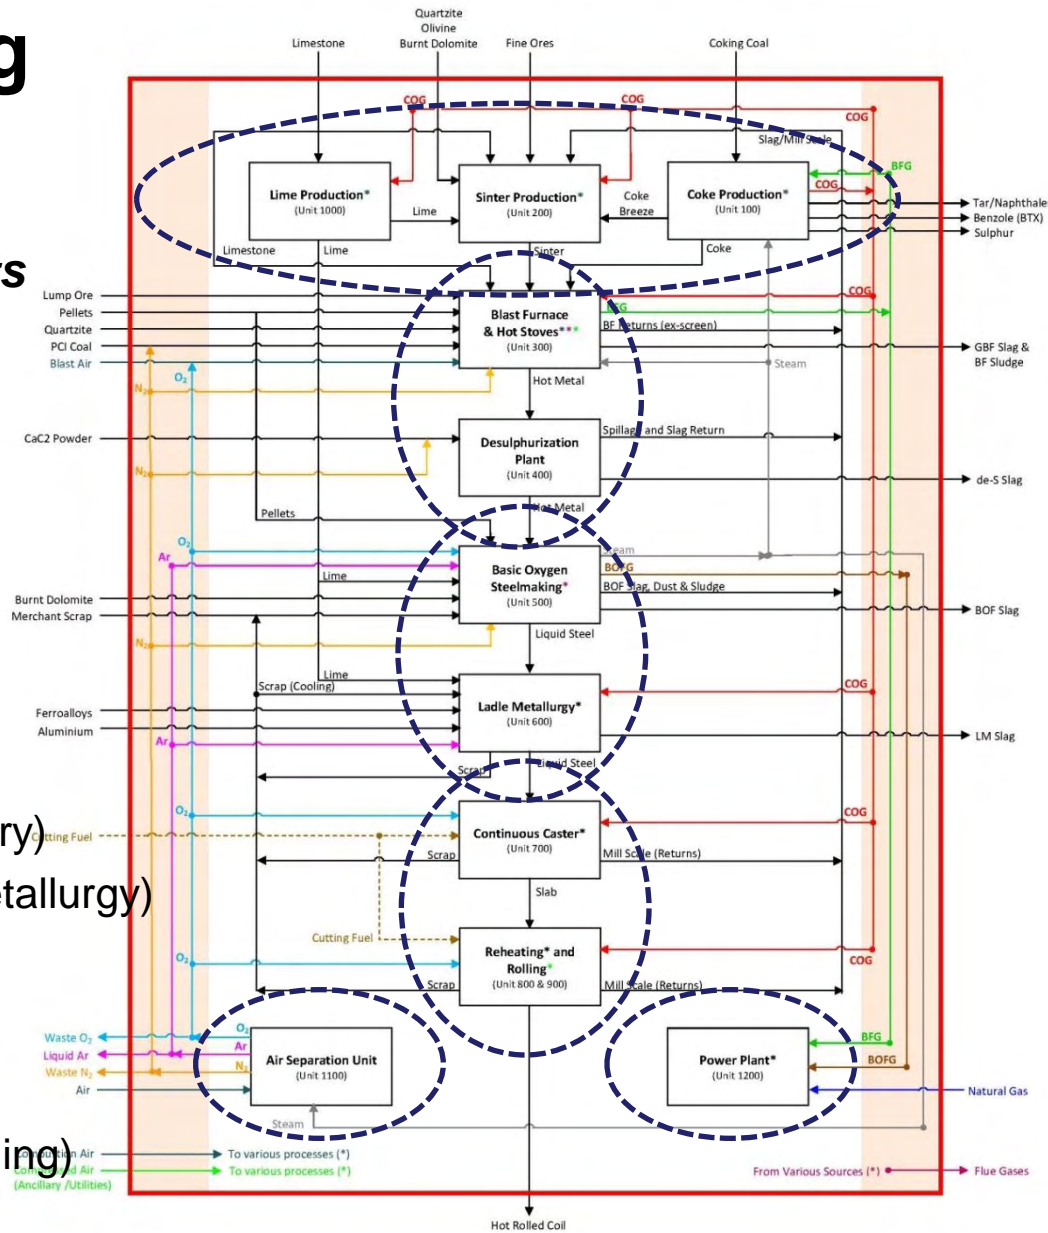 g
rs
ry)
etallurgy)
ing)
Quartzite
Olivine
Limestone
Burnt Dolomite
Fine Ores
Coking Coal
COG
COG
COG
Slag/Mill Scale
BFG
Lime Production*
(Unit 1000)
Sinter Production*
(Unit 200)
Coke Production*
(Unit 100)
COG
Lime
Coke
Breeze
Tar/Naphthale
Benzole (BTX)
Sulphur
Limestone
Lime
Sinter
Coke
Lump Ore
Pellets
Quartzite
PCI Coal
Blast Air
Blast Furnace
& Hot Stoves***
(Unit 300)
COG
BFG
BF Returns (ex-screen)
GBF Slag &
BF Sludge
Steam
O2
N2
Hot Metal
CaC2 Powder
Desulphurization
Plant
(Unit 400)
Spillage and Slag Return
N2
de-S Slag
Hot Metal
Pellets
O2
Ar
Steam
BOFG
Basic Oxygen
Steelmaking*
(Unit 500)
Lime
BOF Slag, Dust & Sludge
Burnt Dolomite
Merchant Scrap
BOF Slag
N2
Liquid Steel
Lime
Scrap (Cooling)
COG
Ladle Metallurgy*
(Unit 600)
Ferroalloys
Aluminium
Ar
LM Slag
Scrap
Liquid Steel
O2
COG
Cutting Fuel
Continuous Caster*
(Unit 700)
Scrap
Mill Scale (Returns)
Slab
Cutting Fuel
Reheating* and
Rolling*
(Unit 800 & 900)
O2
COG
Scrap
Mill Scale (Returns)
Waste O2
Liquid Ar
Waste N2
Air
O2
Ar
N2
Air Separation Unit
(Unit 1100)
Power Plant*
(Unit 1200)
BFG
BOFG
Natural Gas
Steam
Combustion Air
To various processes (*)
Compressed Air
(Ancillary /Utilities)
To various processes (*)
From Various Sources (*)
Flue Gases
Hot Rolled Coil